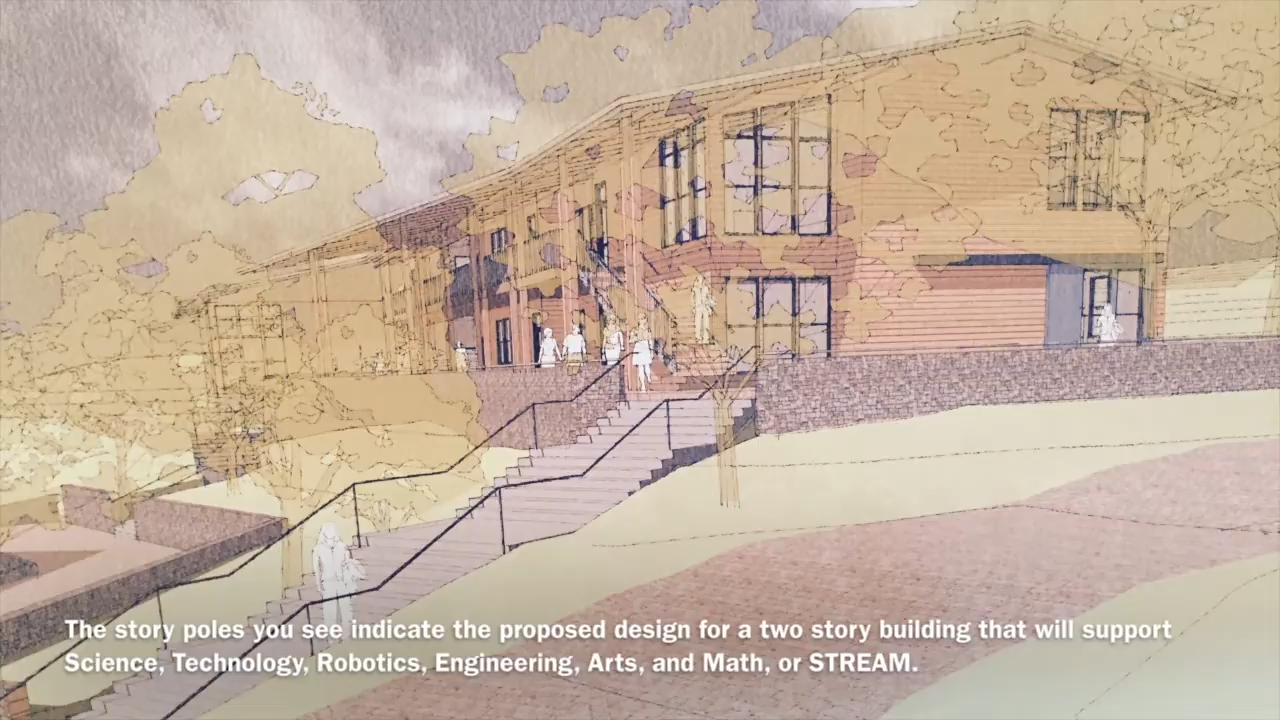 The story poles you see indicate the proposed design for a two story building that will support
Science, Technology, Robotics, Engineering, Arts, and Math, or STREAM.